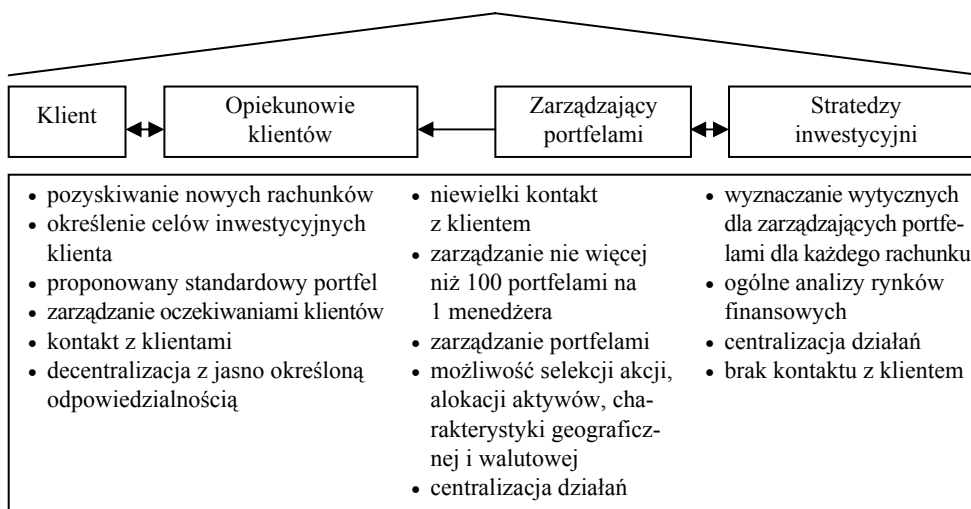 Klient
Opiekunowie
klientów
Zarządzający
portfelami
Stratedzy
inwestycyjni
• pozyskiwanie nowych rachunków
• określenie celów inwestycyjnych
klienta
• proponowany standardowy portfel
• zarządzanie oczekiwaniami klientów
• kontakt z klientami
• decentralizacja z jasno określoną
odpowiedzialnością
• niewielki kontakt
z klientem
• zarządzanie nie więcej
niż 100 portfelami na
1 menedżera
• zarządzanie portfelami
• możliwość selekcji akcji,
alokacji aktywów, cha-
rakterystyki geograficz-
nej i walutowej
• centralizacja działań
• wyznaczanie wytycznych
dla zarządzających portfe-
lami dla każdego rachunku
• ogólne analizy rynków
finansowych
• centralizacja działań
• brak kontaktu z klientem